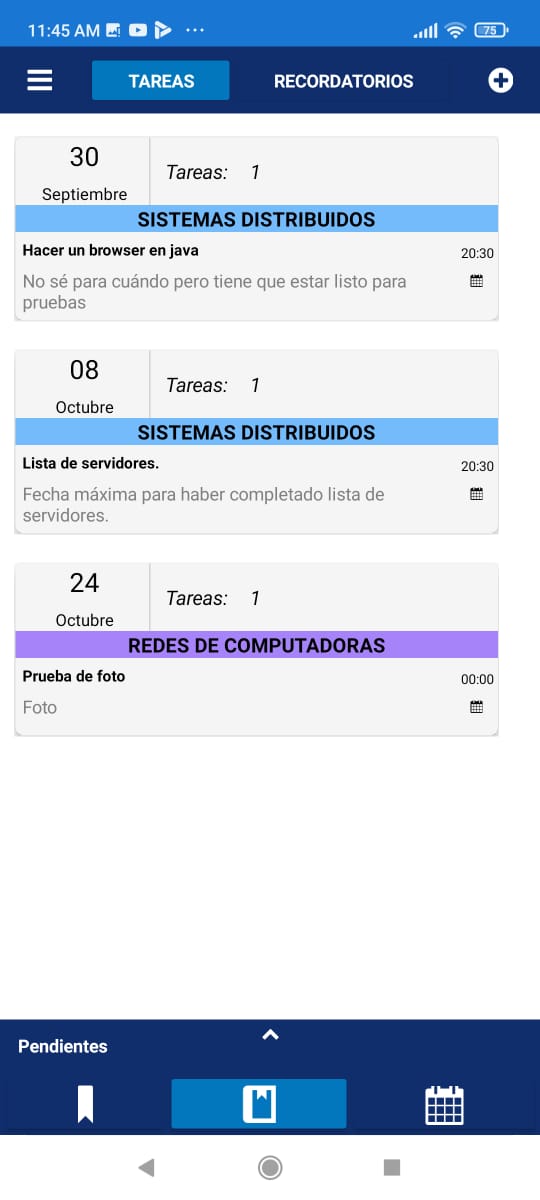 11:45 AM
75
TAREAS RECORDATORIOS
30
Septiembre
Tareas: 1
SISTEMAS DISTRIBUIDOS
Hacer un browser en java 20:30
No sé para cuándo pero tiene que estar listo para
pruebas
08
Octubre
Tareas: 1
SISTEMAS DISTRIBUIDOS
Lista de servidores. 20:30
Fecha máxima para haber completado lista de
servidores.
24
Octubre
Tareas: 1
REDES DE COMPUTADORAS
Prueba de foto 00:00
Foto
Pendientes